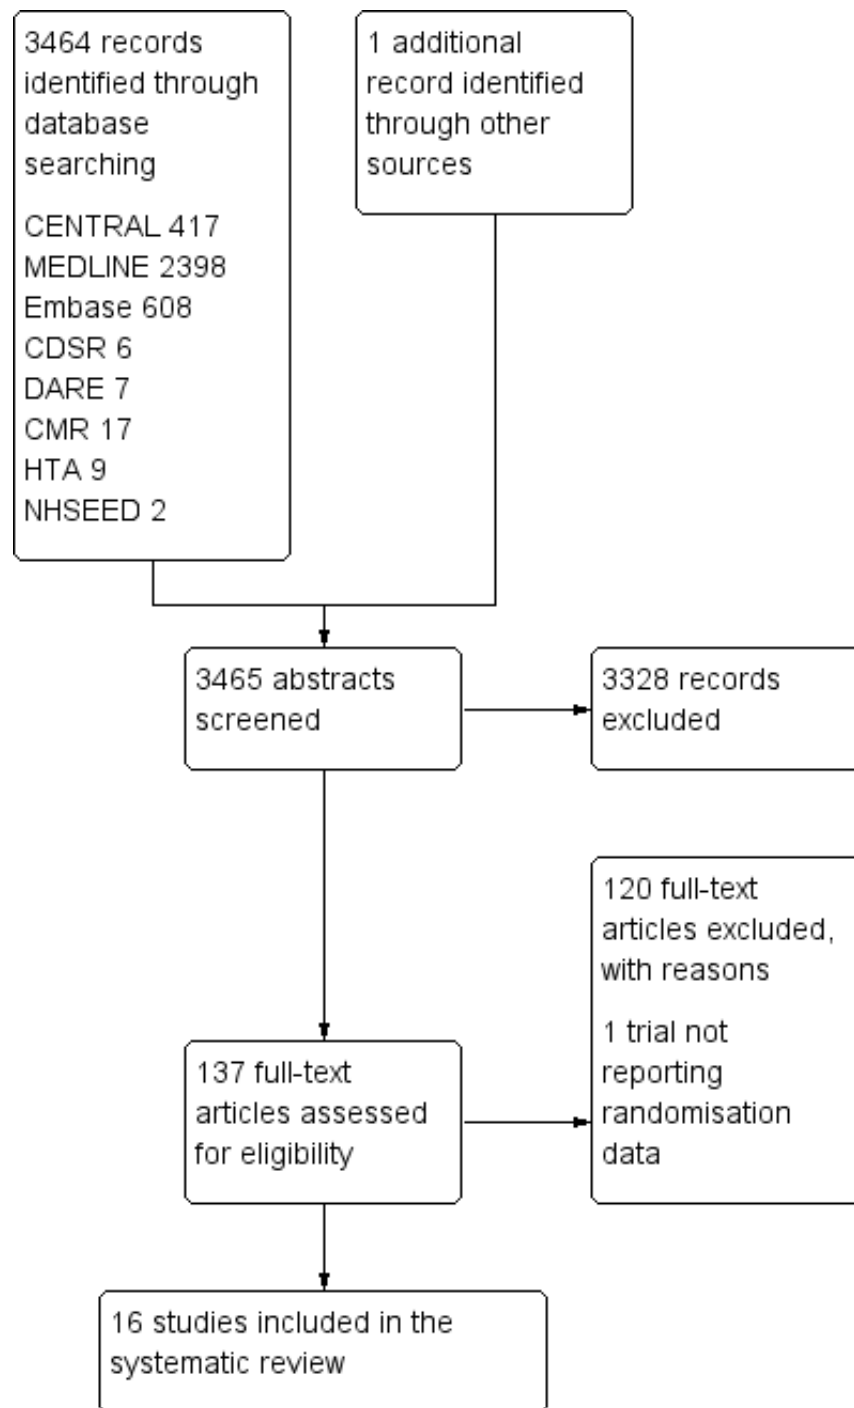 3464 records
identified through
database
searching
CENTRAL 417
MEDLINE 2398
Embase 608
CDSR 6
DARE 7
CMR 17
HTA 9
NHSEED 2
1 additional
record identified
through other
sources
3465 abstracts
screened
3328 records
excluded
137 full-text
articles assessed
for eligibility
120 full-text
articles excluded,
with reasons
1 trial not
reporting
randomisation
data
16 studies included in the
systematic review